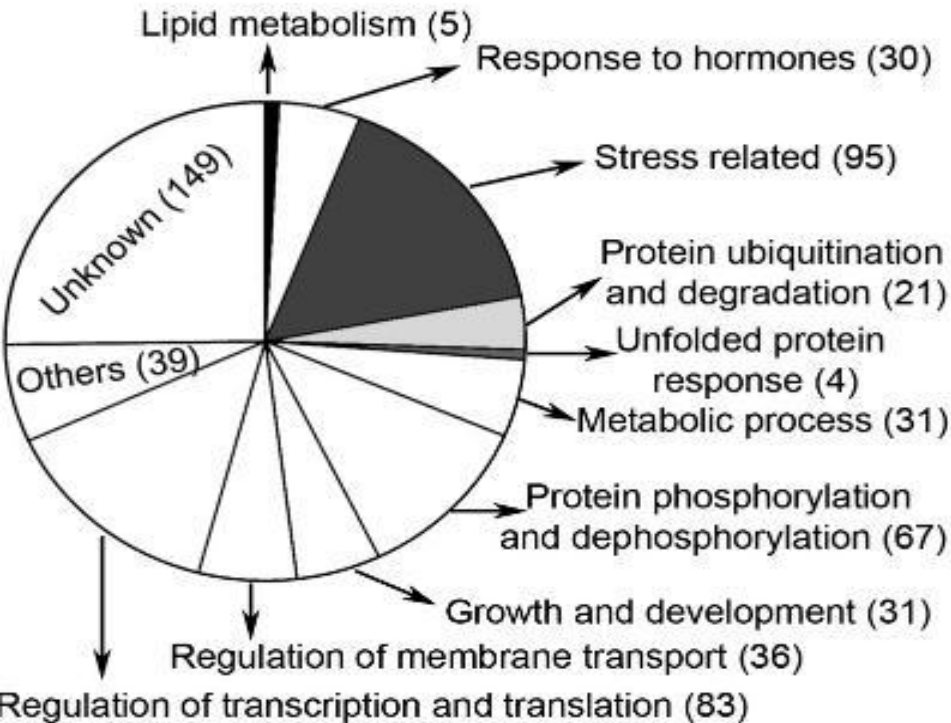 Lipid metabolism (5)
Response to hormones (30)
Stress related (95)
Protein ubiquitination
and degradation (21)
Unfolded protein
response (4)
Metabolic process (31)
Protein phosphorylation
and dephosphorylation (67)
Growth and development (31)
Regulation of membrane transport (36)
Regulation of transcription and translation (83)
Others (39)
Unknown (149)